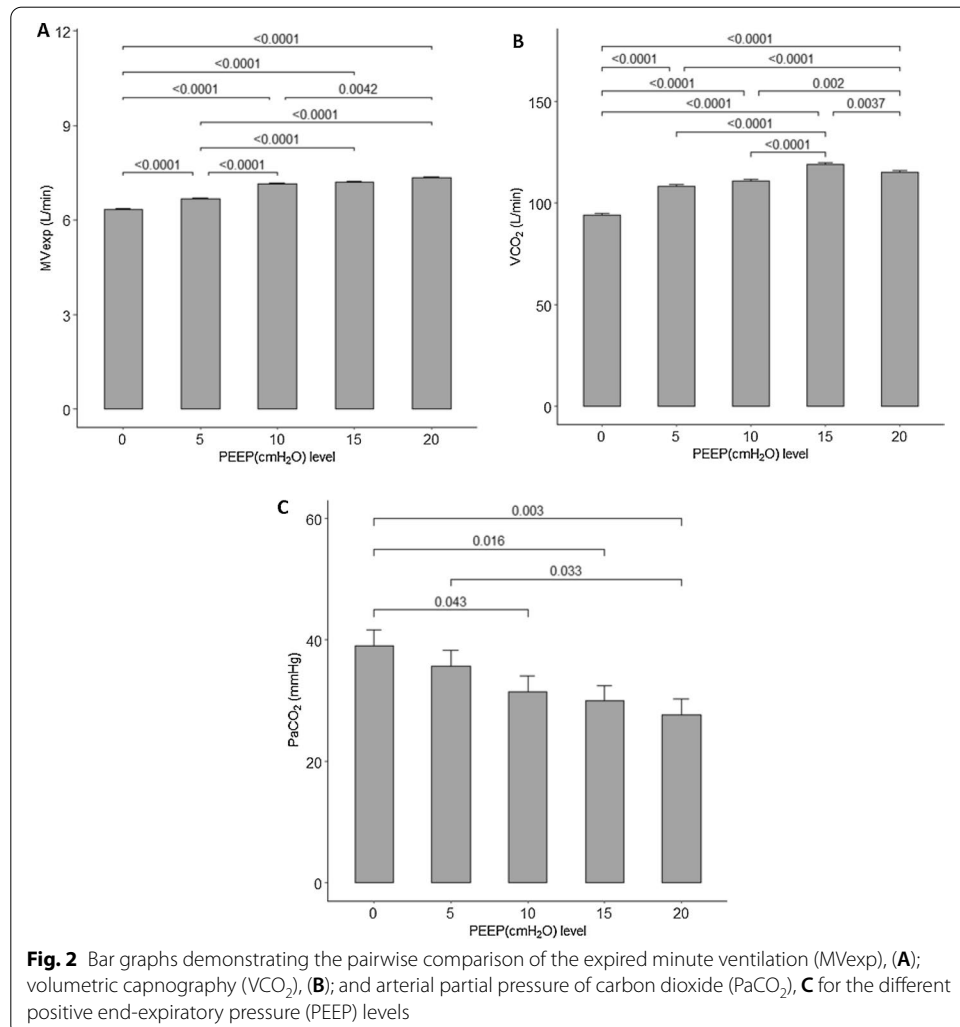 A
12
9
6
3
0
MVexp (L/min)
<0.0001
<0.0001
<0.0001 0.0042
<0.0001
<0.0001
<0.0001 <0.0001
0 5 10 15 20
PEEP(cmH₂O) level
B
150
100
50
0
VCO₂ (L/min)
<0.0001
<0.0001 <0.0001
<0.0001 0.002
<0.0001 0.0037
<0.0001
<0.0001
0 5 10 15 20
PEEP(cmH₂O) level
C
60
40
20
0
PaCO₂ (mmHg)
0.003
0.016
0.033
0.043
0 5 10 15 20
PEEP(cmH₂O) level
Fig. 2 Bar graphs demonstrating the pairwise comparison of the expired minute ventilation (MVexp), (A);
volumetric capnography (VCO₂), (B); and arterial partial pressure of carbon dioxide (PaCO₂), C for the different
positive end-expiratory pressure (PEEP) levels